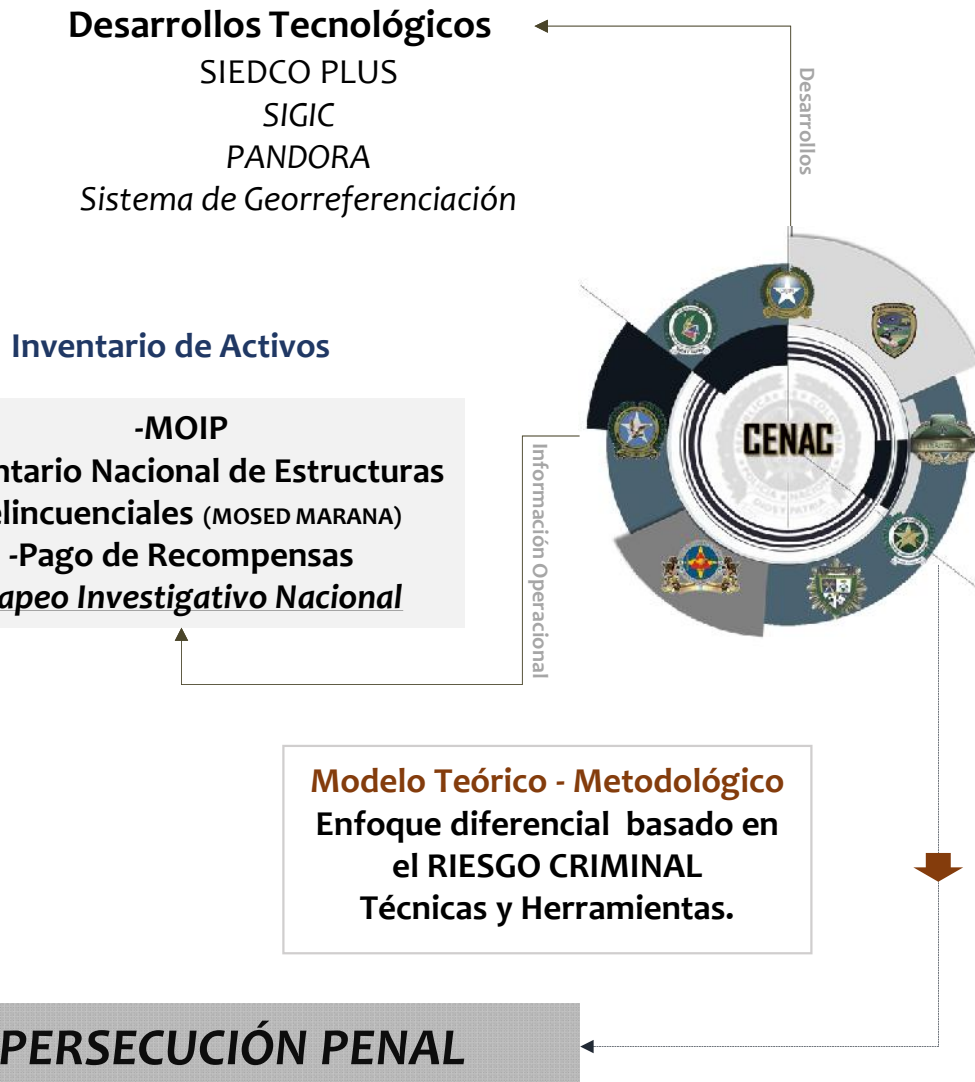 Desarrollos Tecnológicos
SIEDCO PLUS
SIGIC
PANDORA
Sistema de Georreferenciación
Desarrollos
Inventario de Activos
-MOIP
ntario Nacional de Estructuras
elincuenciales (MOSED MARANA)
-Pago de Recompensas
apeo Investigativo Nacional
Información Operacional
CENAC
DIOS Y PATRIA
Modelo Teórico - Metodológico
Enfoque diferencial basado en
el RIESGO CRIMINAL
Técnicas y Herramientas.
PERSECUCIÓN PENAL